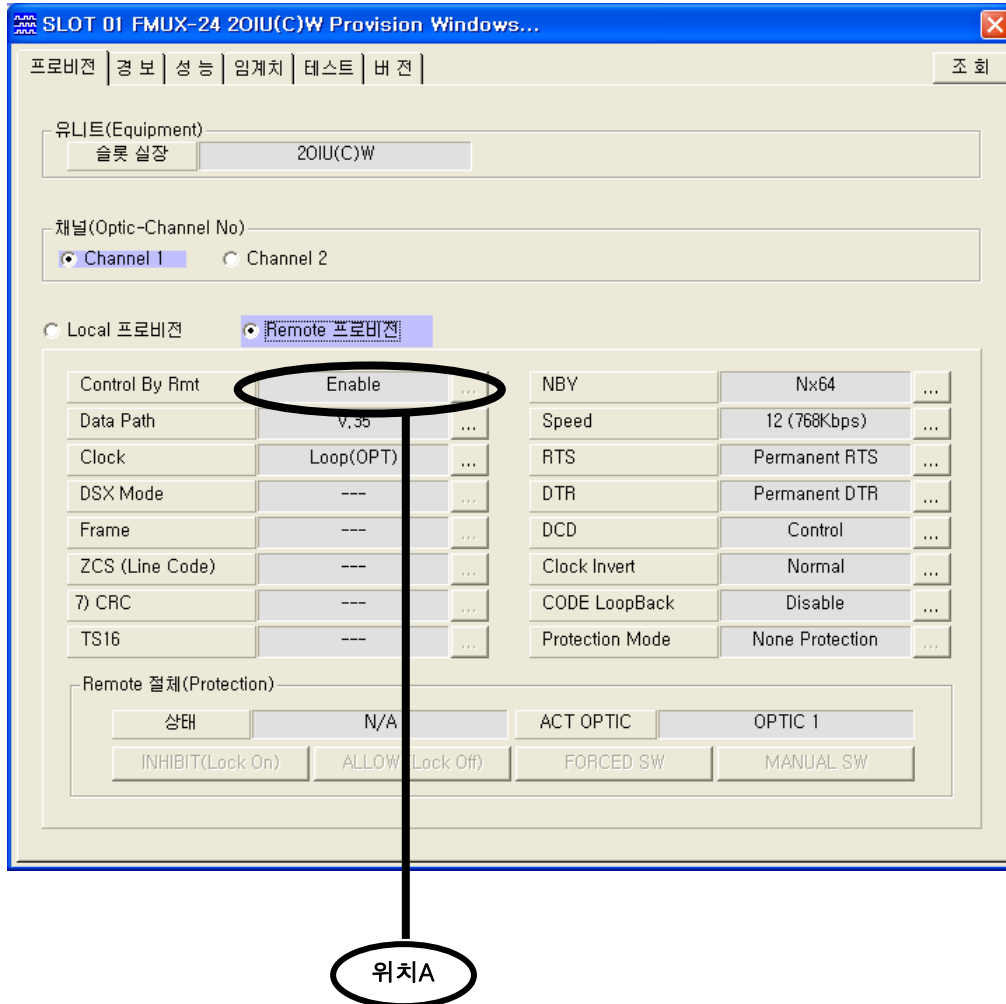 SLOT 01 FMUX-24 2OIU(C)W Provision Windows...
프로비전 경 보 성 능 임계치 테스트 버 전 조 회
유니트(Equipment)
슬롯 실장 2OIU(C)W
채널(Optic-Channel No)
Channel 1 Channel 2
Local 프로비전 Remote 프로비전
Control By Rmt Enable ... NBY Nx64 ...
Data Path V.35 ... Speed 12 (768Kbps) ...
Clock Loop(OPT) ... RTS Permanent RTS ...
DSX Mode --- ... DTR Permanent DTR ...
Frame --- ... DCD Control ...
ZCS (Line Code) --- ... Clock Invert Normal ...
7) CRC --- ... CODE LoopBack Disable ...
TS16 --- ... Protection Mode None Protection ...
Remote 절체(Protection)
상태 N/A ACT OPTIC OPTIC 1
INHIBIT(Lock On) ALLOW (Lock Off) FORCED SW MANUAL SW
위치A